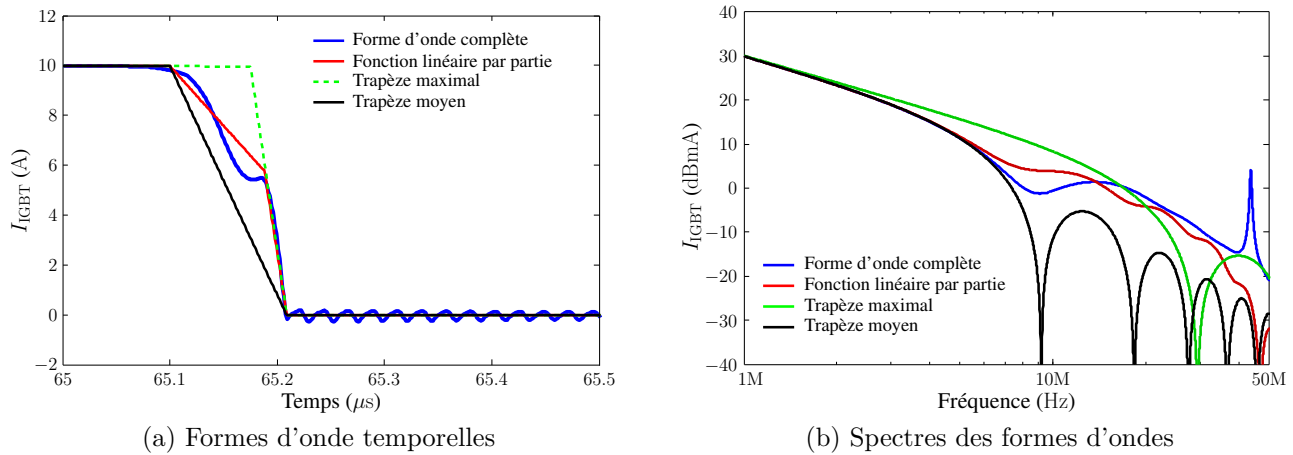 Forme d'onde complète
Fonction linéaire par partie
Trapèze maximal
Trapèze moyen
12
10
8
6
4
2
0
−2
I_IGBT (A)
65
65.1
65.2
65.3
65.4
65.5
Temps (μs)
(a) Formes d'onde temporelles
40
30
20
10
0
−10
−20
−30
−40
I_IGBT (dBmA)
Forme d'onde complète
Fonction linéaire par partie
Trapèze maximal
Trapèze moyen
1M
10M
50M
Fréquence (Hz)
(b) Spectres des formes d'ondes